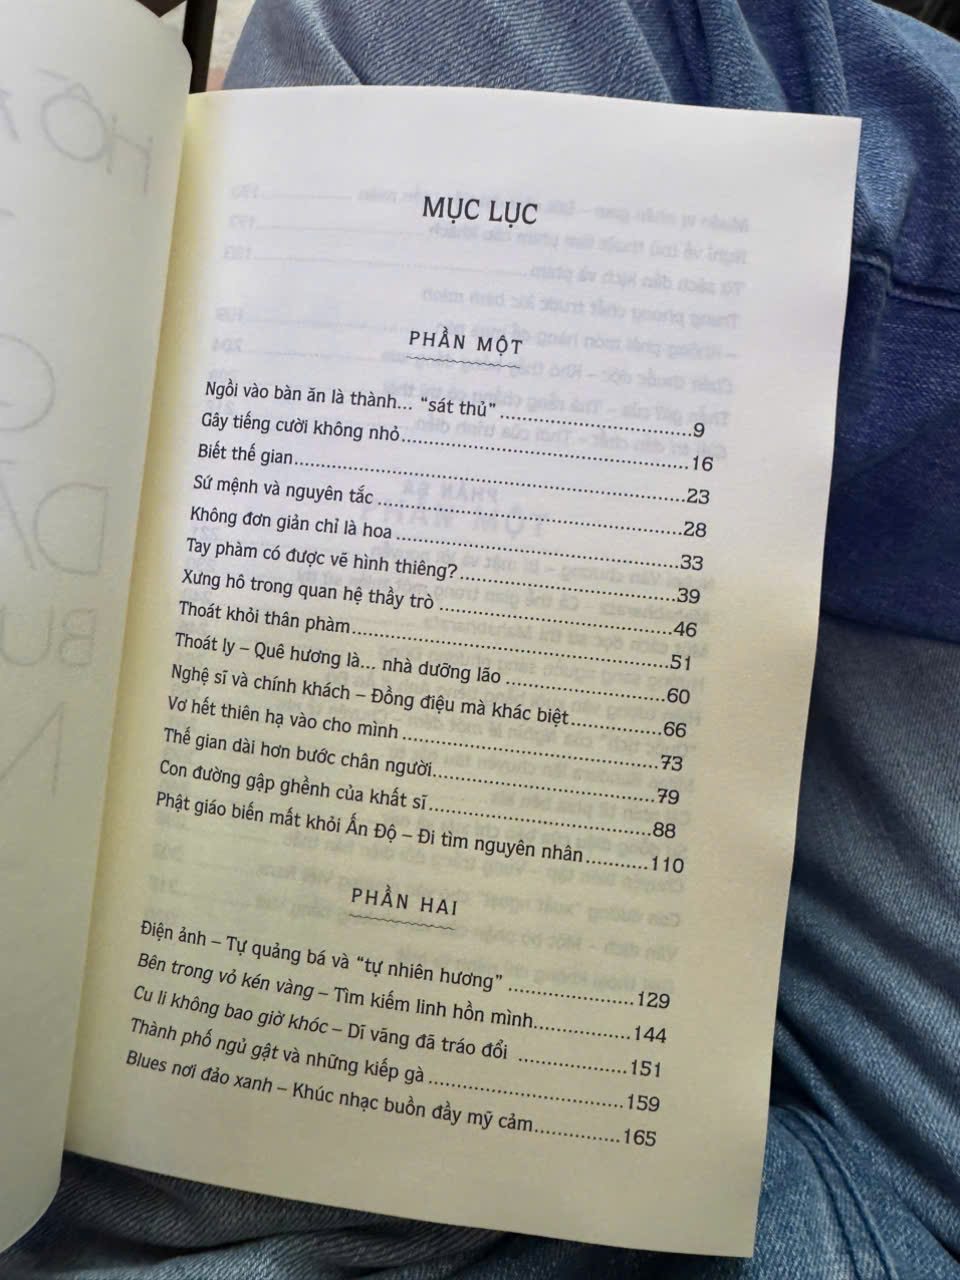 MỤC LỤC
PHẦN MỘT
Ngồi vào bàn ăn là thành... “sát thủ” ........................9
Gây tiếng cười không nhỏ........................16
Biết thế gian........................23
Sứ mệnh và nguyên tắc ........................28
Không đơn giản chỉ là hoa ........................33
Tay phàm có được vẽ hình thiêng?........................39
Xưng hô trong quan hệ thầy trò ........................46
Thoát khỏi thân phàm........................51
Thoát ly – Quê hương là... nhà dưỡng lão ........................60
Nghệ sĩ và chính khách – Đồng điệu mà khác biệt............66
Vơ hết thiên hạ vào cho mình ........................73
Thế gian dài hơn bước chân người........................79
Con đường gập ghềnh của khất sĩ........................88
Phật giáo biến mất khỏi Ấn Độ – Đi tìm nguyên nhân..........110
PHẦN HAI
Điện ảnh – Tự quảng bá và “tự nhiên hương” ....................129
Bên trong vỏ kén vàng – Tìm kiếm linh hồn mình...............144
Cu li không bao giờ khóc – Dĩ vãng đã tráo đổi .................151
Thành phố ngủ gật và những kiếp gà ........................159
Blues nơi đảo xanh – Khúc nhạc buồn đầy mỹ cảm..............165